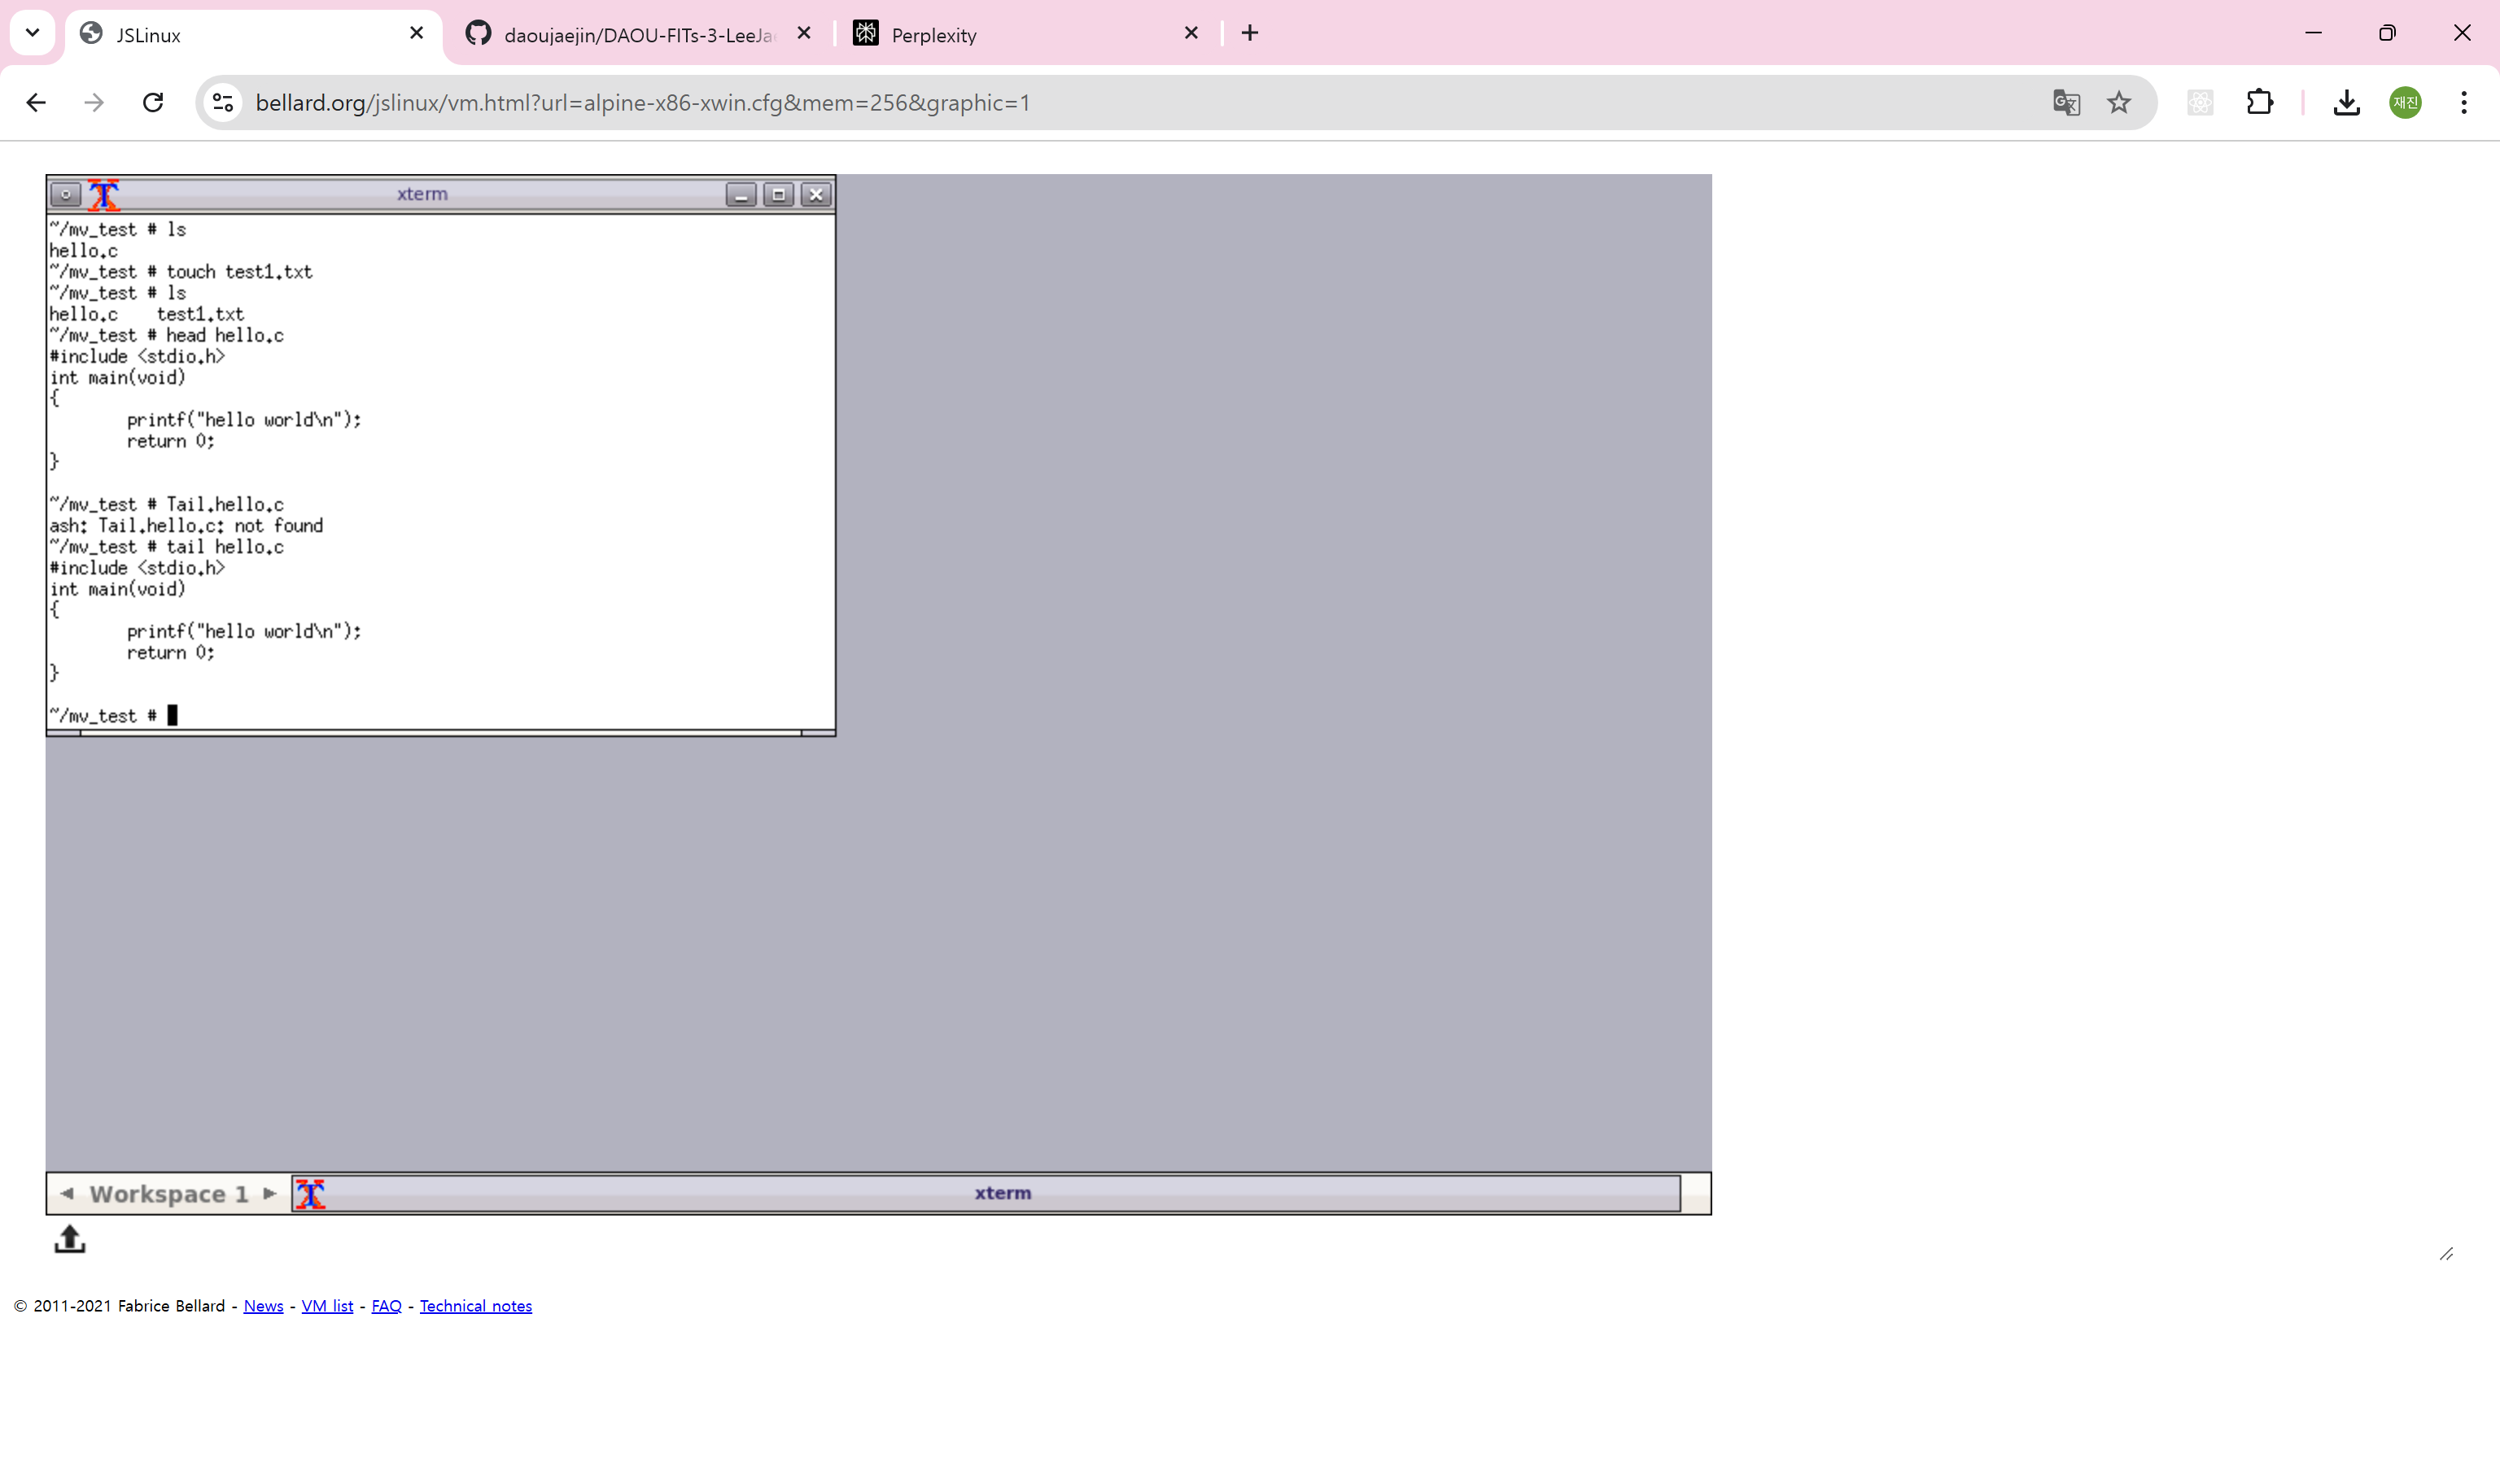 JSLinux
daoujaejin/DAOU-FITs-3-LeeJa
Perplexity
bellard.org/jslinux/vm.html?url=alpine-x86-xwin.cfg&mem=256&graphic=1
재진
xterm
~/mv_test # ls
hello.c
~/mv_test # touch test1.txt
~/mv_test # ls
hello.c    test1.txt
~/mv_test # head hello.c
#include <stdio.h>
int main(void)
{
        printf("hello world\n");
        return 0;
}

~/mv_test # Tail.hello.c
ash: Tail.hello.c: not found
~/mv_test # tail hello.c
#include <stdio.h>
int main(void)
{
        printf("hello world\n");
        return 0;
}

~/mv_test #
Workspace 1
xterm
© 2011-2021 Fabrice Bellard - News - VM list - FAQ - Technical notes